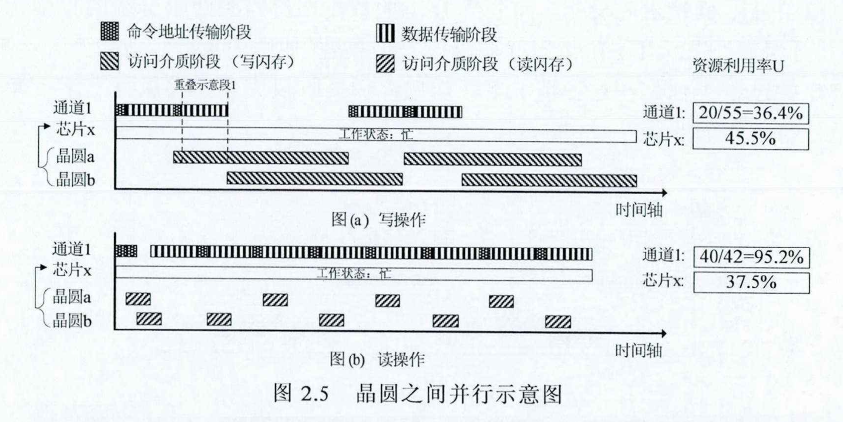 命令地址传输阶段 数据传输阶段
访问介质阶段（写闪存） 访问介质阶段（读闪存）
资源利用率U
重叠示意段1
通道1 通道1: 20/55=36.4%
芯片x 工作状态：忙 芯片x: 45.5%
晶圆a
晶圆b
时间轴
图(a) 写操作
通道1 通道1: 40/42=95.2%
芯片x 工作状态：忙 芯片x: 37.5%
晶圆a
晶圆b
时间轴
图(b) 读操作
图 2.5 晶圆之间并行示意图